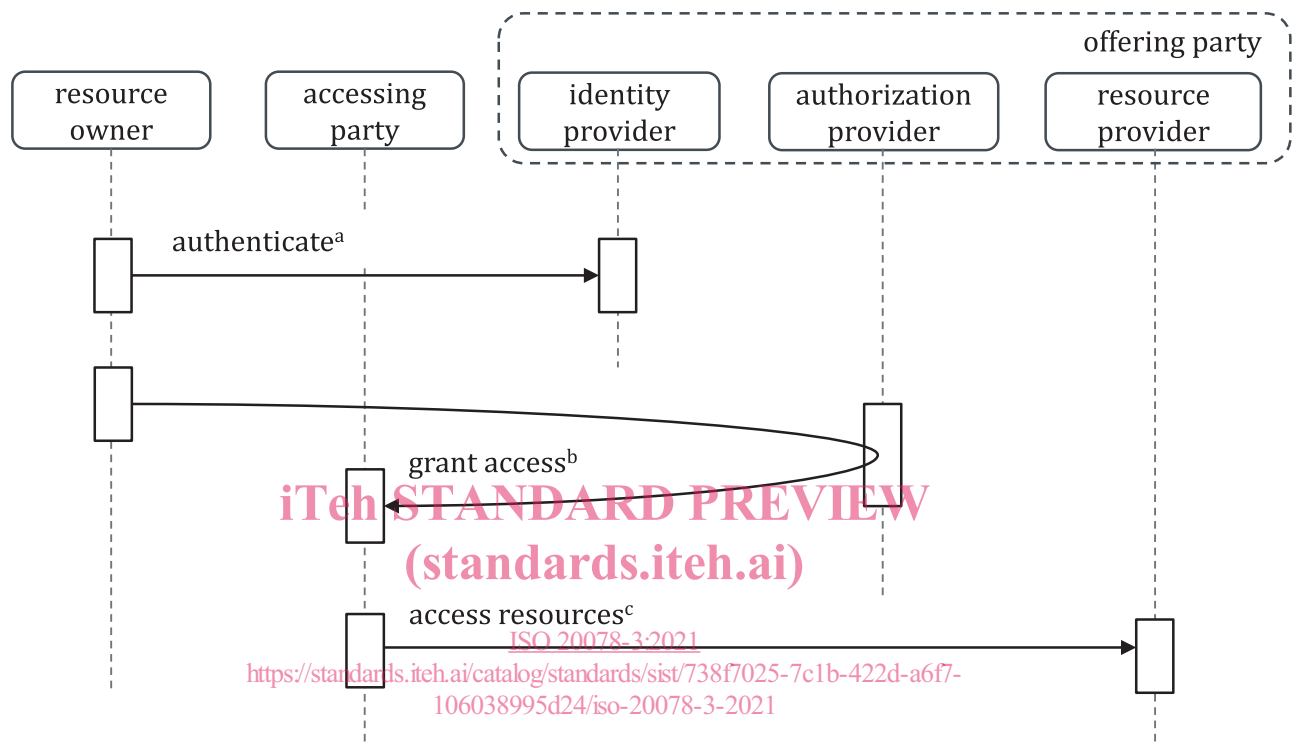 offering party
resource
owner
accessing
party
identity
provider
authorization
provider
resource
provider
authenticateᵃ
grant accessᵇ
iTeh STANDARD PREVIEW
(standards.iteh.ai)
access resourcesᶜ
ISO 20078-3:2021
https://standards.iteh.ai/catalog/standards/sist/738f7025-7c1b-422d-a6f7-
106038995d24/iso-20078-3-2021